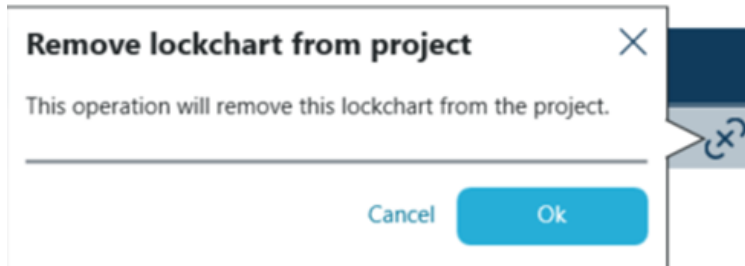 Remove lockchart from project
This operation will remove this lockchart from the project.
Cancel
Ok